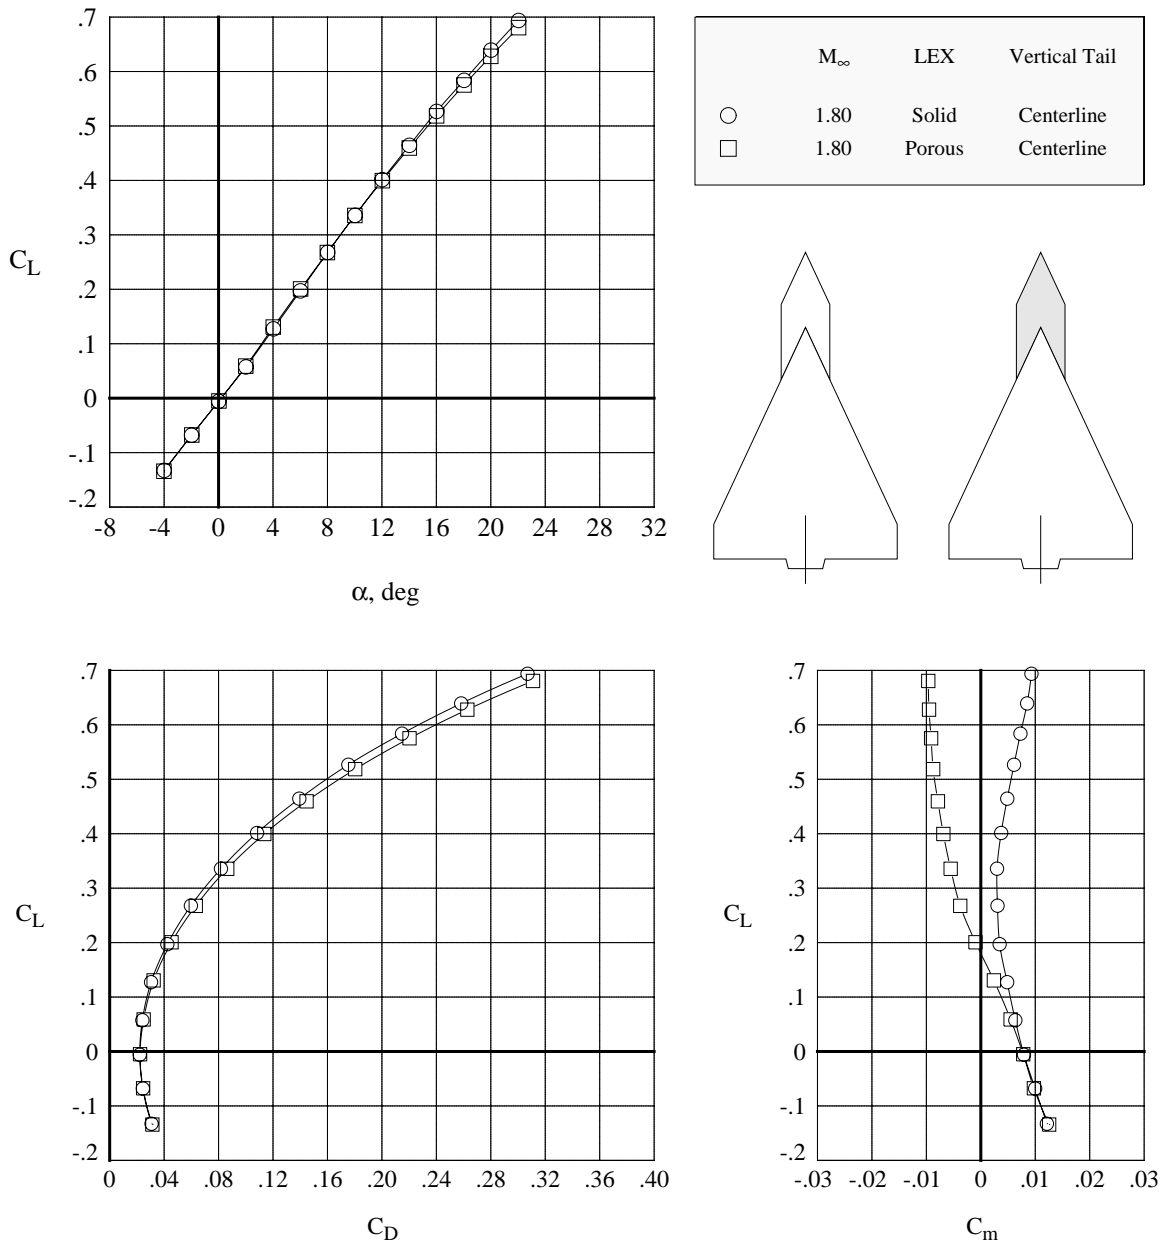 .7
.6
.5
.4
.3
.2
.1
0
-.1
-.2
C_L
-8 -4 0 4 8 12 16 20 24 28 32
α, deg
M∞ LEX Vertical Tail
1.80 Solid Centerline
1.80 Porous Centerline
.7
.6
.5
.4
.3
.2
.1
0
-.1
-.2
C_L
0 .04 .08 .12 .16 .20 .24 .28 .32 .36 .40
C_D
.7
.6
.5
.4
.3
.2
.1
0
-.1
-.2
C_L
-.03 -.02 -.01 0 .01 .02 .03
C_m